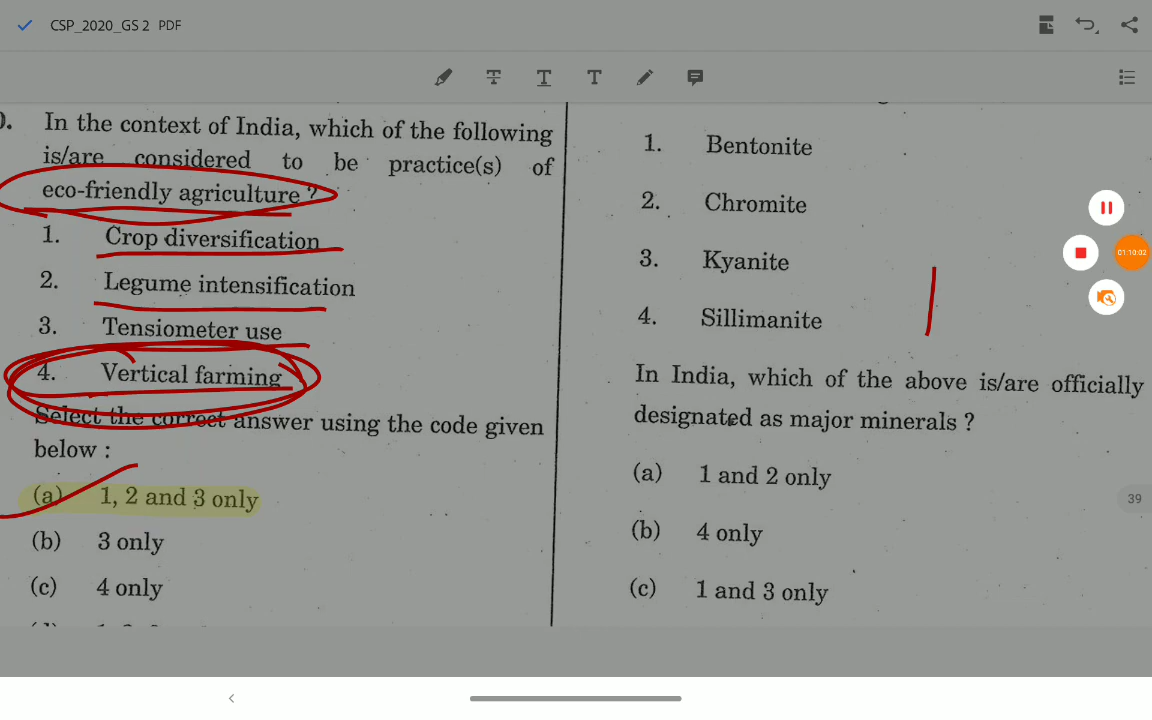 CSP_2020_GS 2 PDF
In the context of India, which of the following
is/are considered to be practice(s) of
eco-friendly agriculture ?
1. Crop diversification
2. Legume intensification
3. Tensiometer use
4. Vertical farming
Select the correct answer using the code given
below :
(a) 1, 2 and 3 only
(b) 3 only
(c) 4 only
1. Bentonite
2. Chromite
3. Kyanite
4. Sillimanite
In India, which of the above is/are officially
designated as major minerals ?
(a) 1 and 2 only
(b) 4 only
(c) 1 and 3 only
01:10:02
39